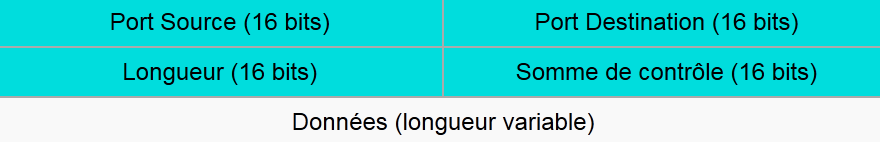 Port Source (16 bits)
Port Destination (16 bits)
Longueur (16 bits)
Somme de contrôle (16 bits)
Données (longueur variable)